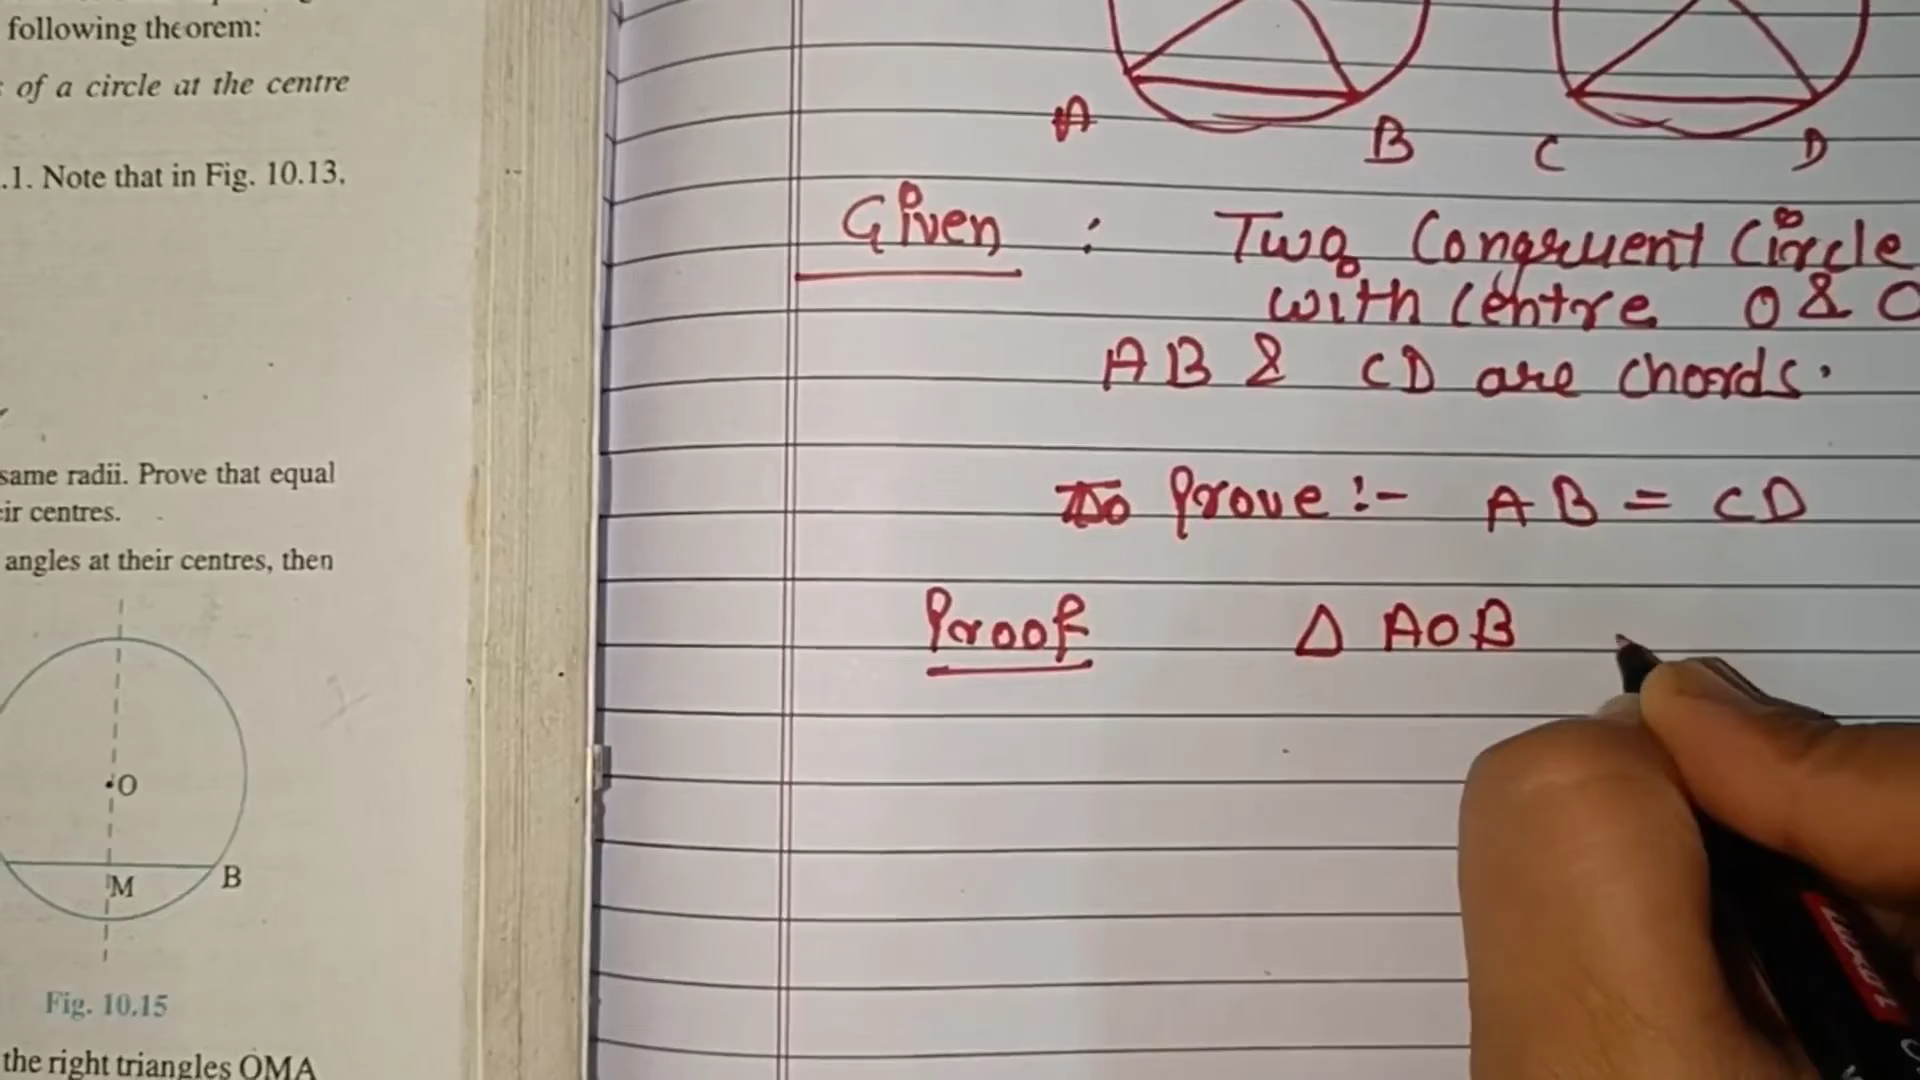 following theorem:
of a circle at the centre
.1. Note that in Fig. 10.13,
same radii. Prove that equal
eir centres.
angles at their centres, then
O
M
B
Fig. 10.15
the right triangles OMA
A
B
C
D
Given : Two Congruent Circle
with Centre O & O
AB & CD are chords.
To Prove :- AB = CD
Proof Δ AOB